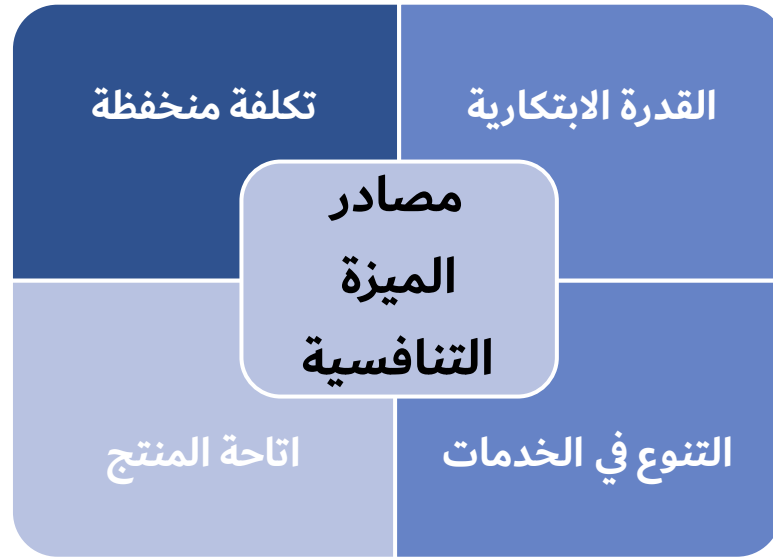 القدرة الابتكارية
تكلفة منخفظة
مصادر
الميزة
التنافسية
التنوع في الخدمات
اتاحة المنتج